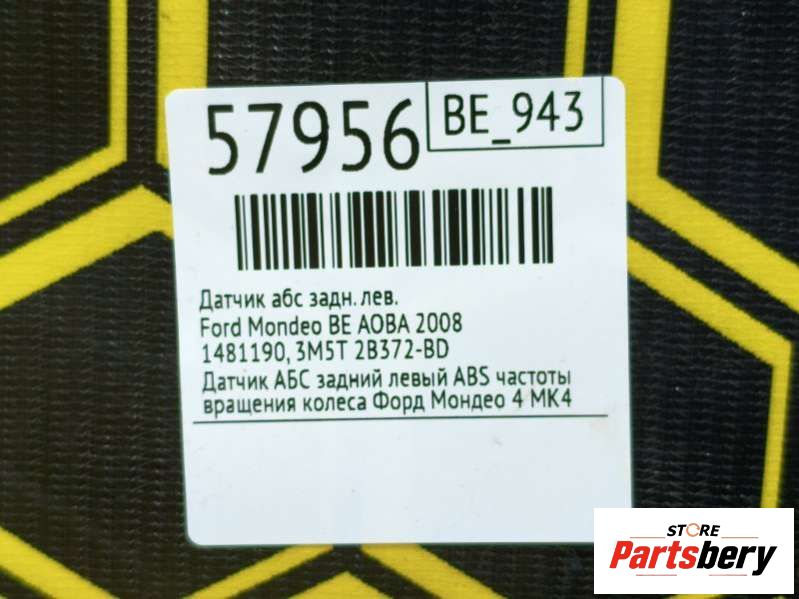 57956
BE_943
Датчик абс задн. лев.
Ford Mondeo BE AOBA 2008
1481190, 3M5T 2B372-BD
Датчик АБС задний левый ABS частоты
вращения колеса Форд Мондео 4 МК4
STORE
Partsbery